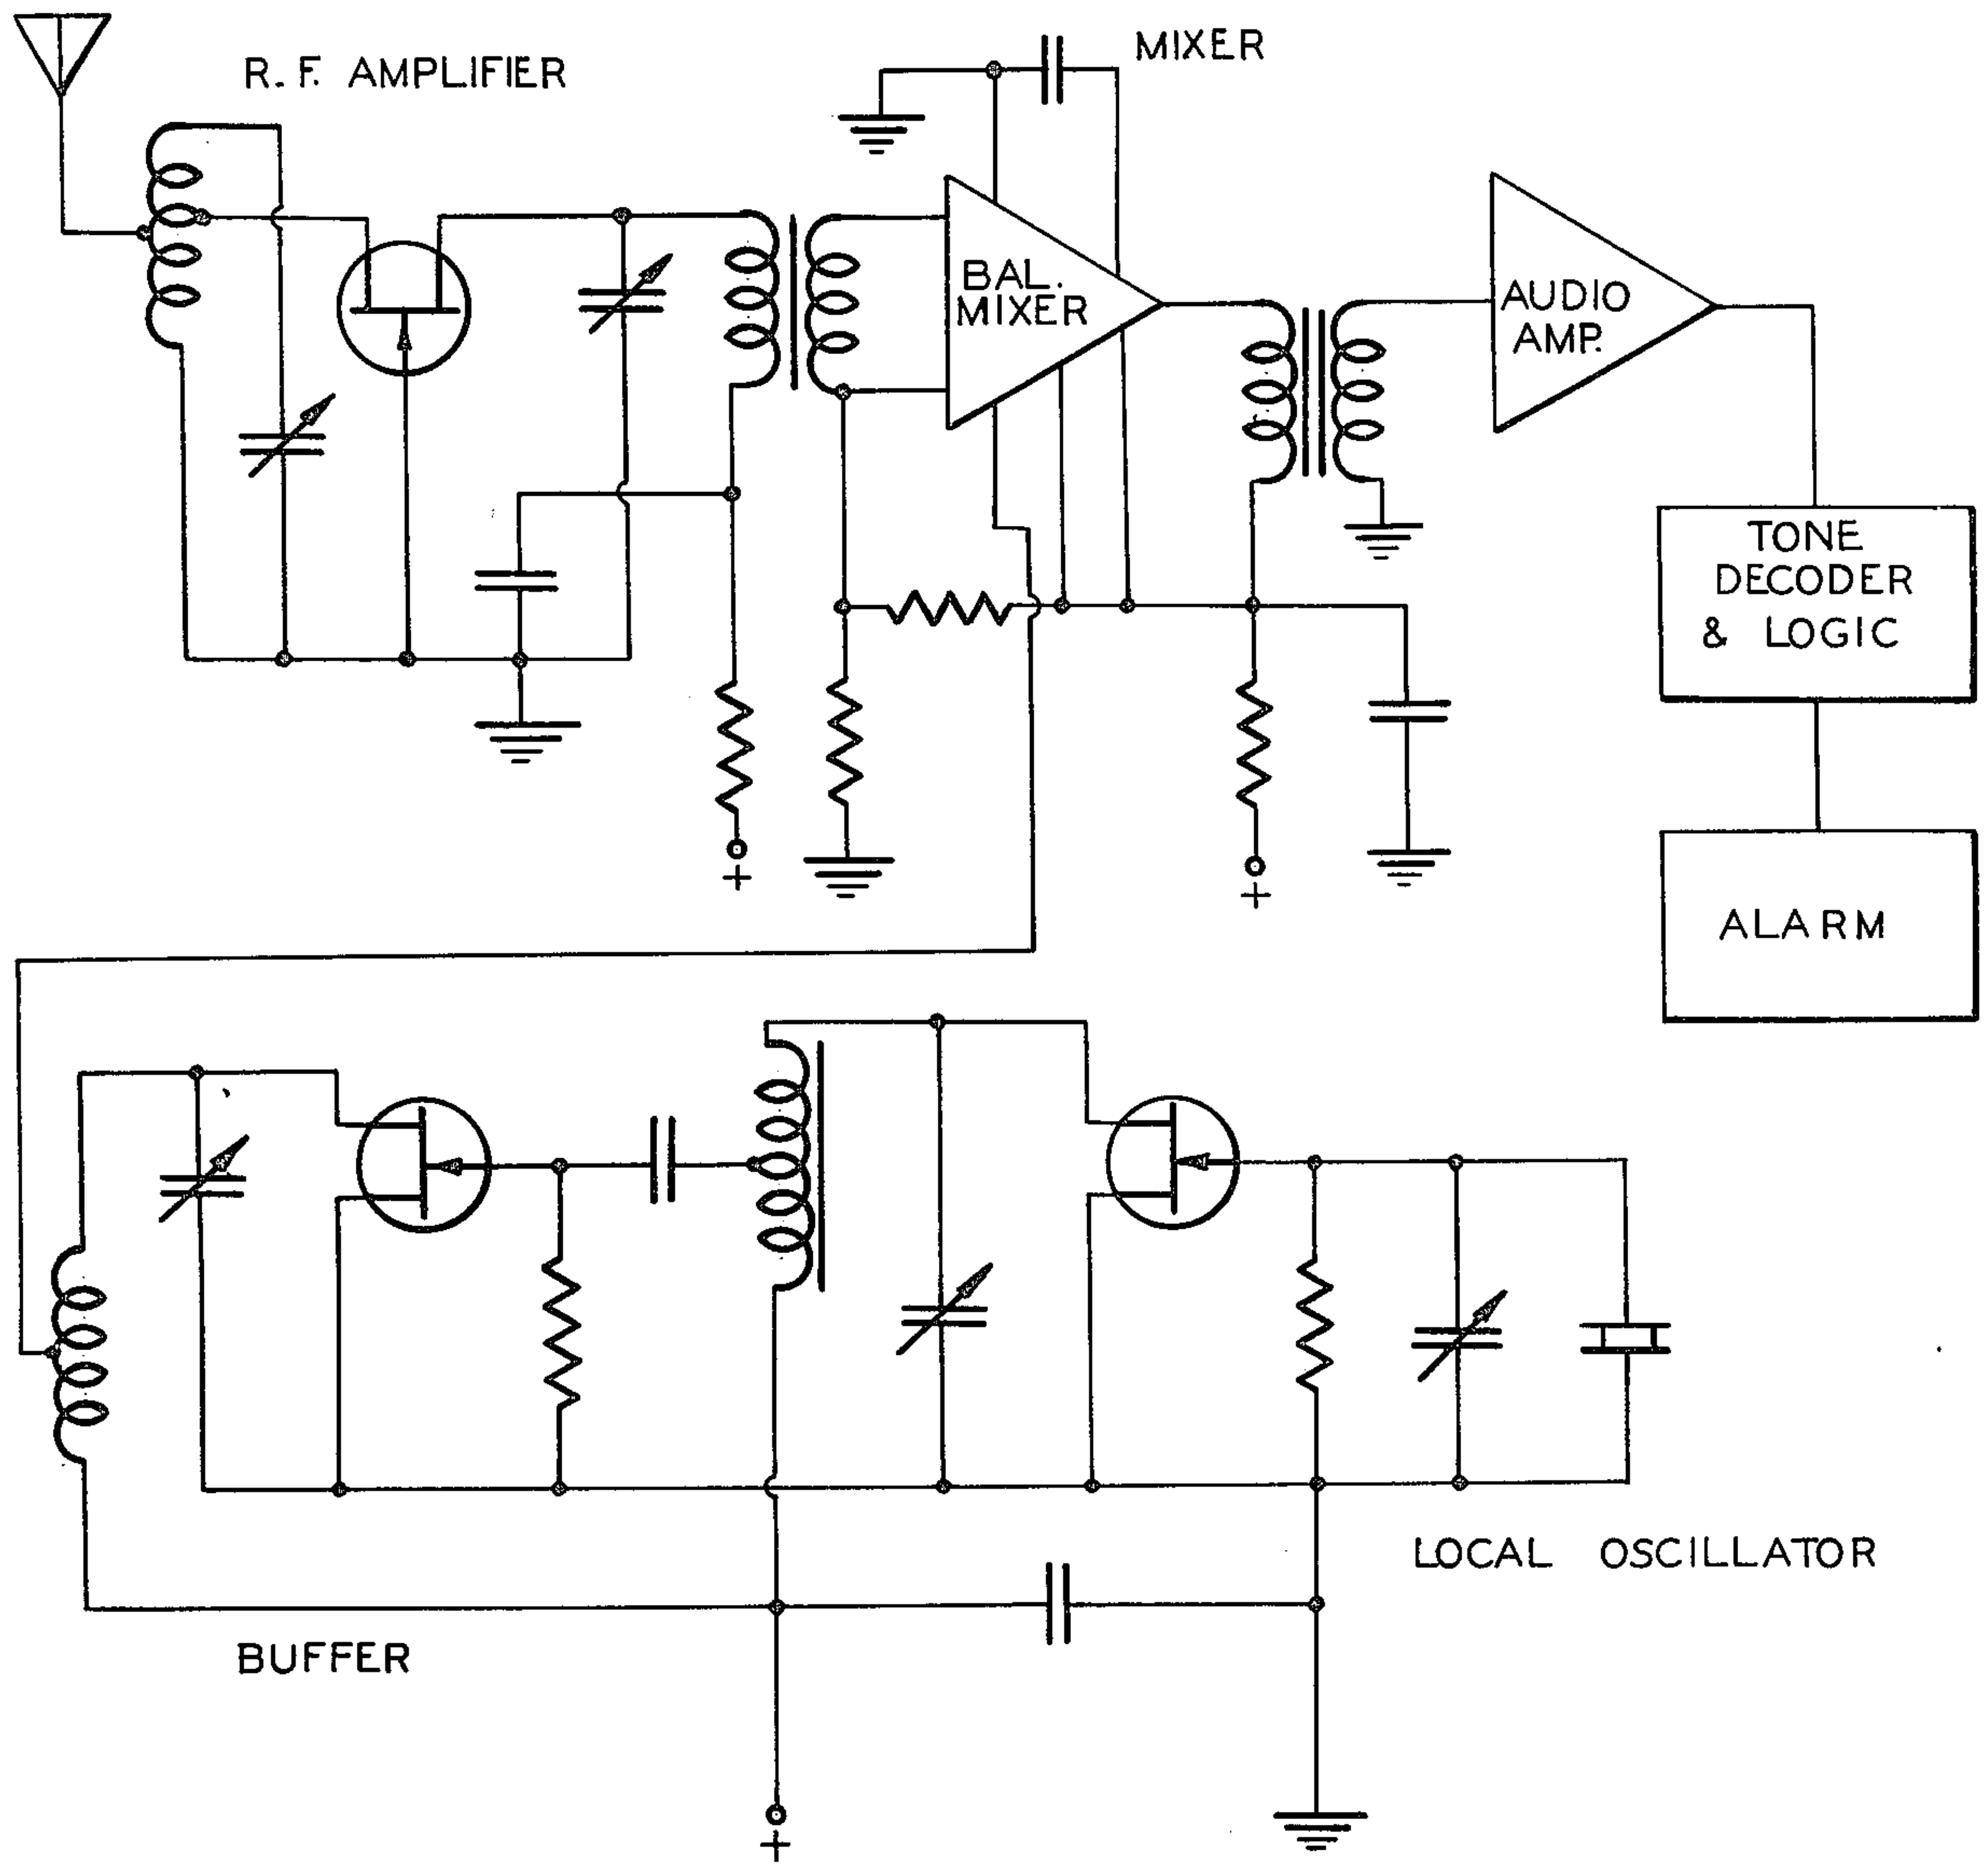 R.F. AMPLIFIER
MIXER
BAL.
MIXER
AUDIO
AMP.
TONE
DECODER
& LOGIC
ALARM
+
+
LOCAL OSCILLATOR
BUFFER
+